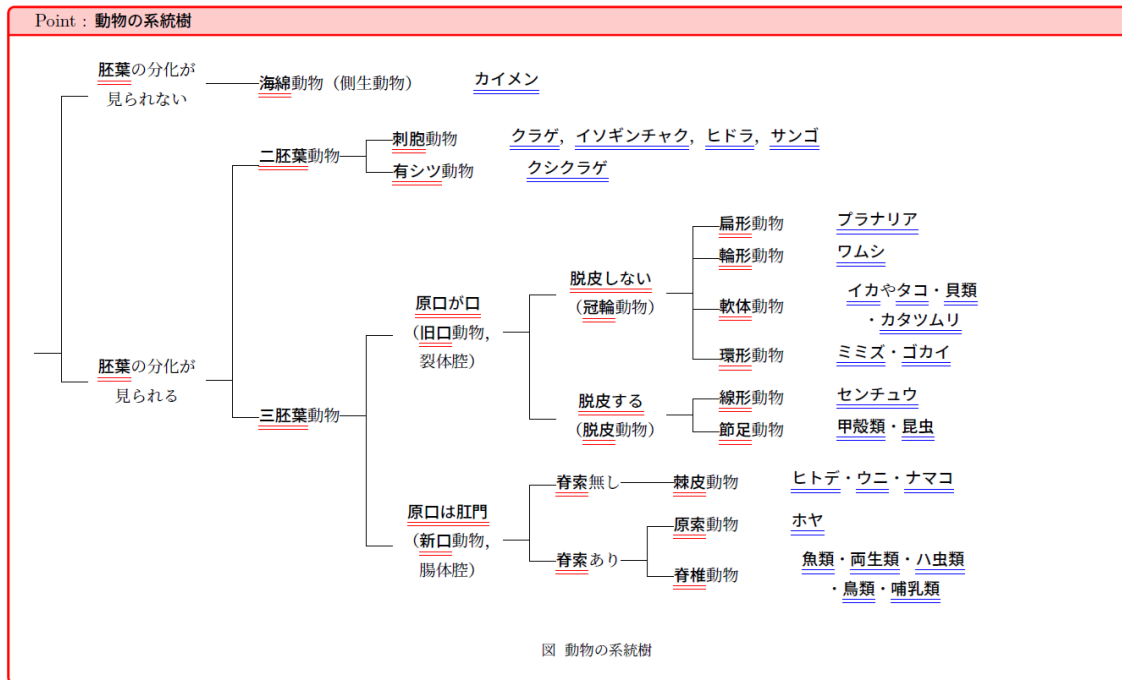 Point : 動物の系統樹
胚葉の分化が
見られない
海綿動物（側生動物）
カイメン
二胚葉動物
刺胞動物
クラゲ，イソギンチャク，ヒドラ，サンゴ
有シツ動物
クシクラゲ
胚葉の分化が
見られる
三胚葉動物
原口が口
（旧口動物，
裂体腔）
脱皮しない
（冠輪動物）
扁形動物
プラナリア
輪形動物
ワムシ
軟体動物
イカやタコ・貝類
・カタツムリ
環形動物
ミミズ・ゴカイ
脱皮する
（脱皮動物）
線形動物
センチュウ
節足動物
甲殻類・昆虫
原口は肛門
（新口動物，
腸体腔）
脊索無し
棘皮動物
ヒトデ・ウニ・ナマコ
脊索あり
原索動物
ホヤ
脊椎動物
魚類・両生類・ハ虫類
・鳥類・哺乳類
図 動物の系統樹